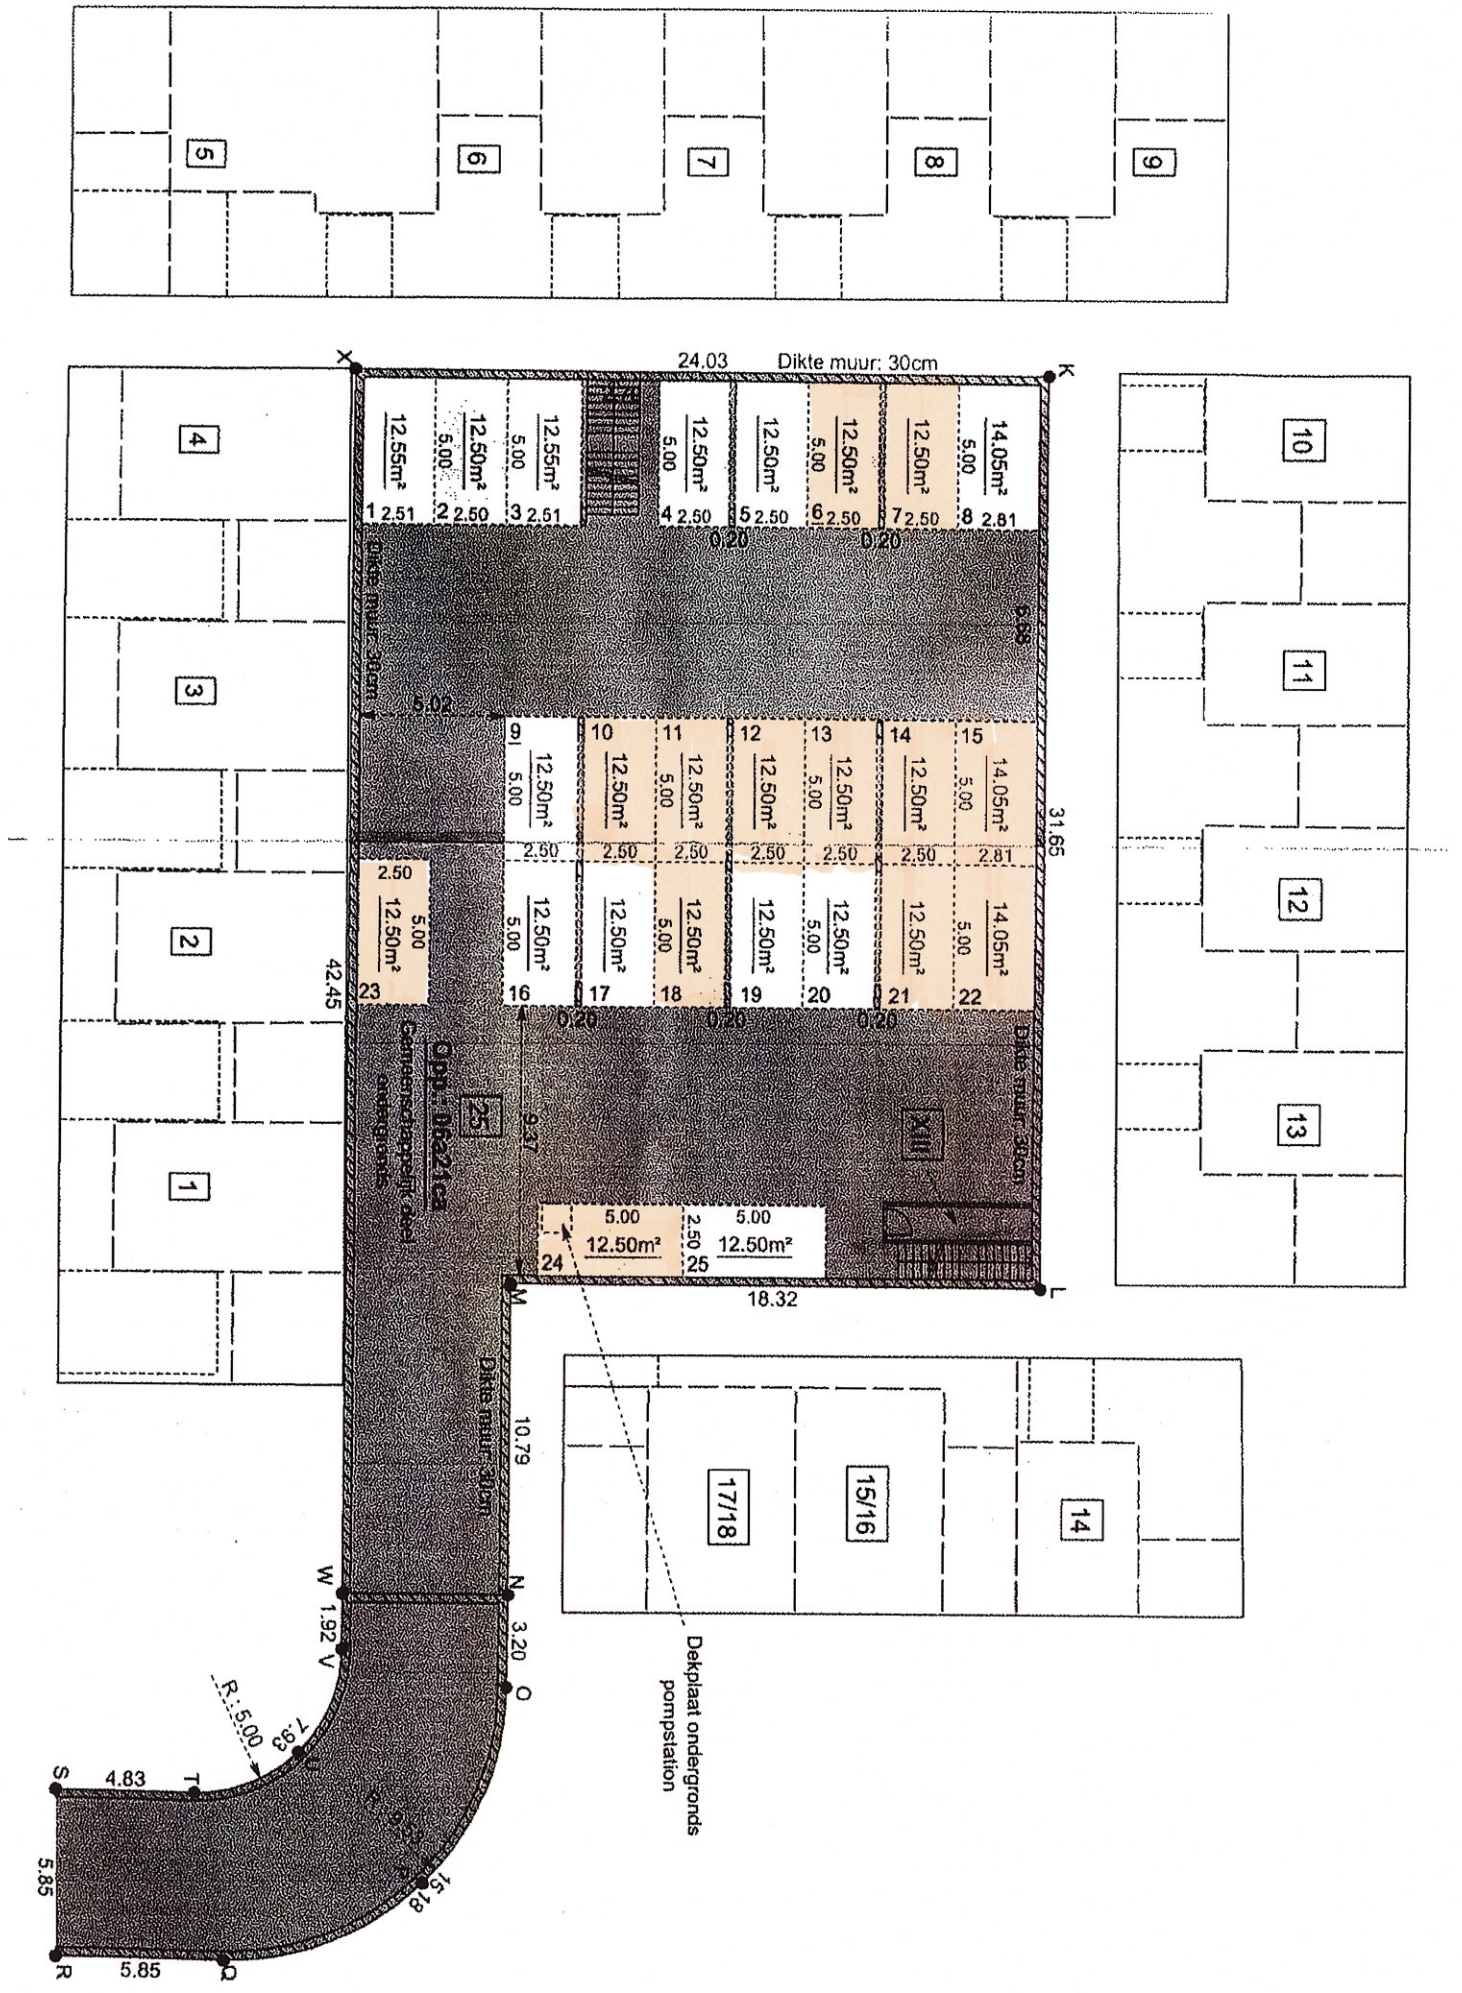 5
6
7
8
9
X
24.03
Dikte muur: 30cm
K
4
3
2
1
10
11
12
13
12.55m²
1 2.51
12.50m²
5.00
2 2.50
12.55m²
5.00
3 2.51
12.50m²
5.00
4 2.50
12.50m²
5 2.50
12.50m²
5.00
6 2.50
12.50m²
7 2.50
14.05m²
5.00
8 2.81
0.20
0.20
Dikte muur: 30cm
6.68
5.02
9
12.50m²
5.00
2.50
10
12.50m²
2.50
11
12.50m²
5.00
2.50
12
12.50m²
2.50
13
12.50m²
5.00
2.50
14
12.50m²
2.50
15
14.05m²
5.00
2.81
31.65
2.50
5.00
12.50m²
23
12.50m²
5.00
16
12.50m²
17
12.50m²
5.00
18
12.50m²
19
12.50m²
5.00
20
12.50m²
21
14.05m²
5.00
22
0.20
0.20
0.20
42.45
Opp.: 06a21ca
Gemeenschappelijk deel
ondergronds
25
9.37
XIII
Dikte muur: 30cm
5.00
12.50m²
24
5.00
2.50
12.50m²
25
M
18.32
L
Dikte muur: 30cm
10.79
17/18
15/16
14
W
N
1.92
3.20
V
O
Dekplaat ondergronds
pompstation
R : 5.00
7.93
U
15.18
P
S
4.83
T
5.85
R
5.85
Q